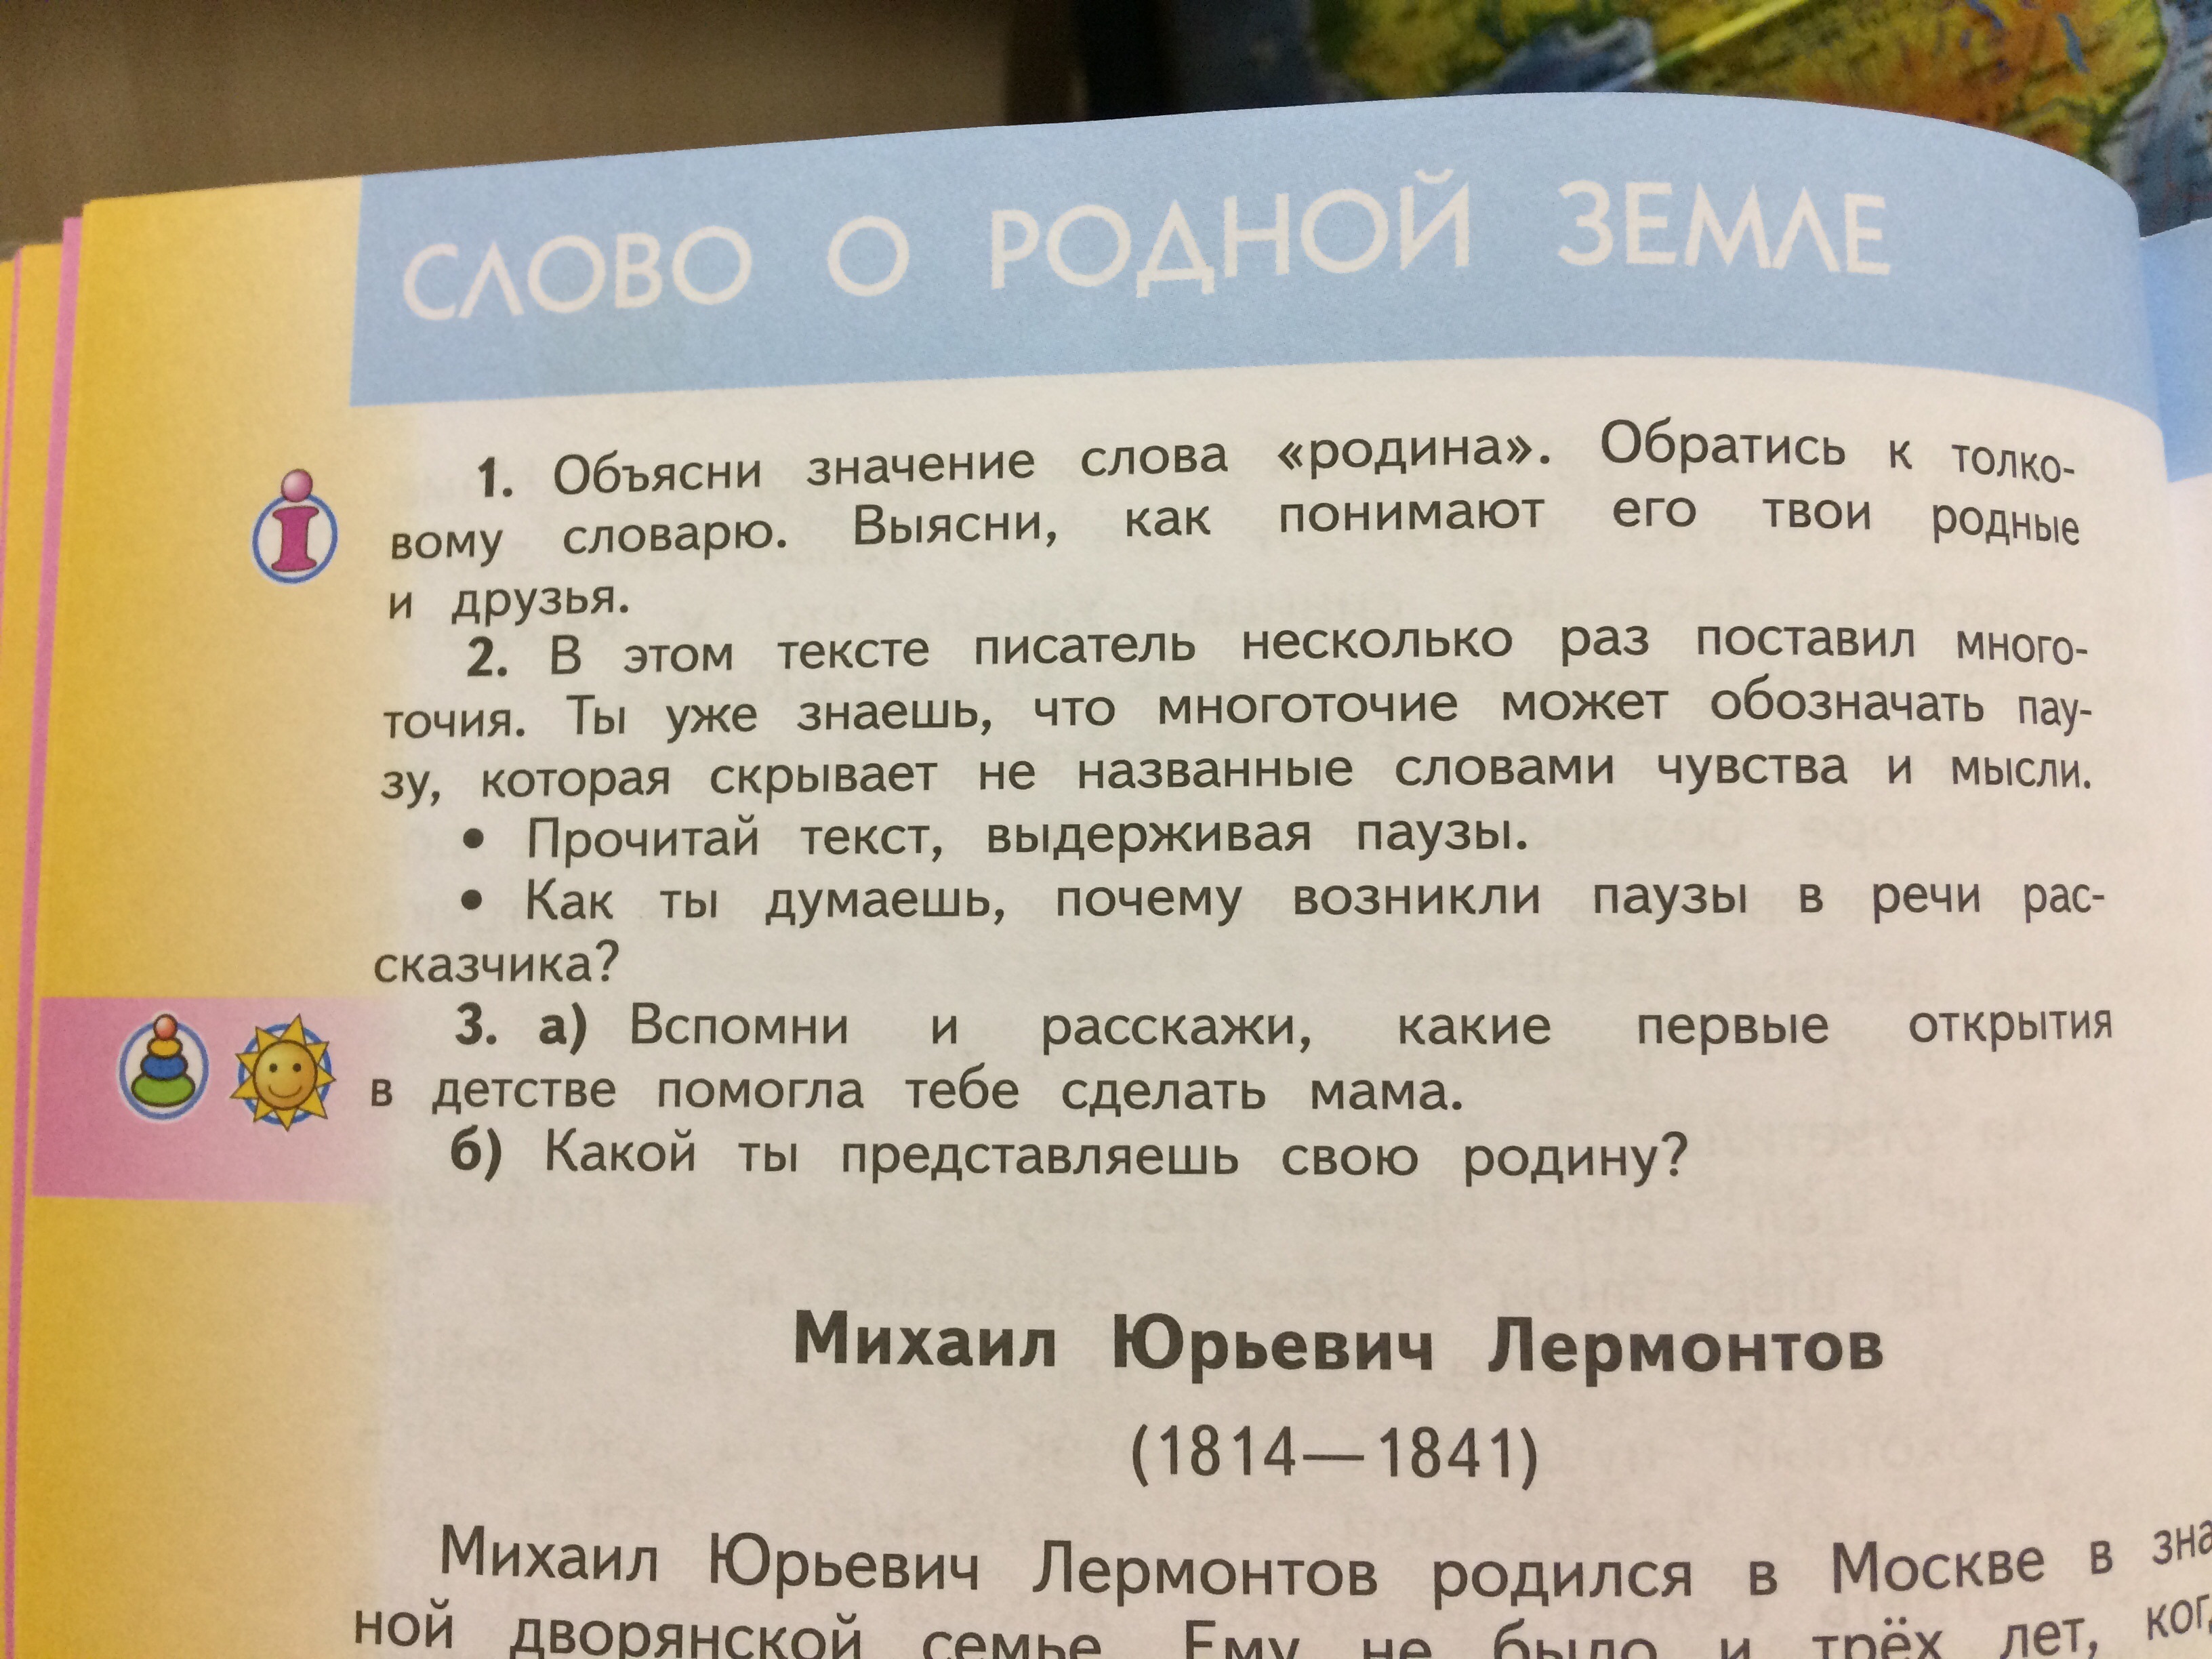 СЛОВО О РОДНОЙ ЗЕМЛЕ
1. Объясни значение слова «родина». Обратись к толко-
вому словарю. Выясни, как понимают его твои родные
и друзья.
2. В этом тексте писатель несколько раз поставил много-
точия. Ты уже знаешь, что многоточие может обозначать пау-
зу, которая скрывает не названные словами чувства и мысли.
• Прочитай текст, выдерживая паузы.
• Как ты думаешь, почему возникли паузы в речи рас-
сказчика?
3. а) Вспомни и расскажи, какие первые открытия
в детстве помогла тебе сделать мама.
б) Какой ты представляешь свою родину?
Михаил Юрьевич Лермонтов
(1814—1841)
Михаил Юрьевич Лермонтов родился в Москве в
ной дворянской семье. Ему не было и трёх лет,